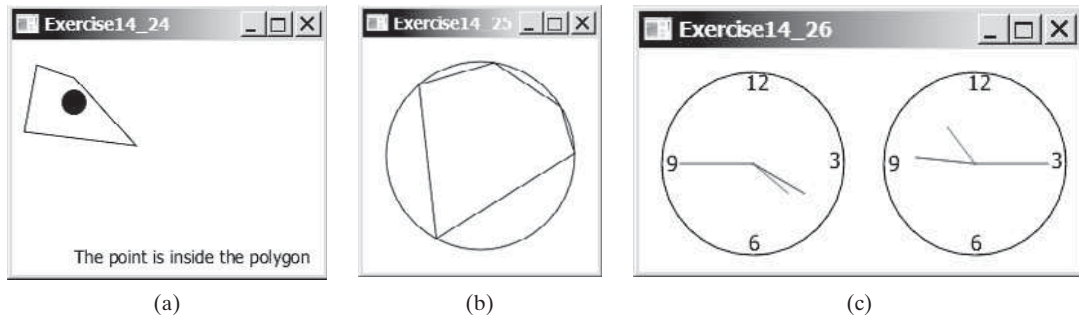 Exercise14_24
Exercise14_25
Exercise14_26
12
9
3
6
12
9
3
6
The point is inside the polygon
(a)
(b)
(c)